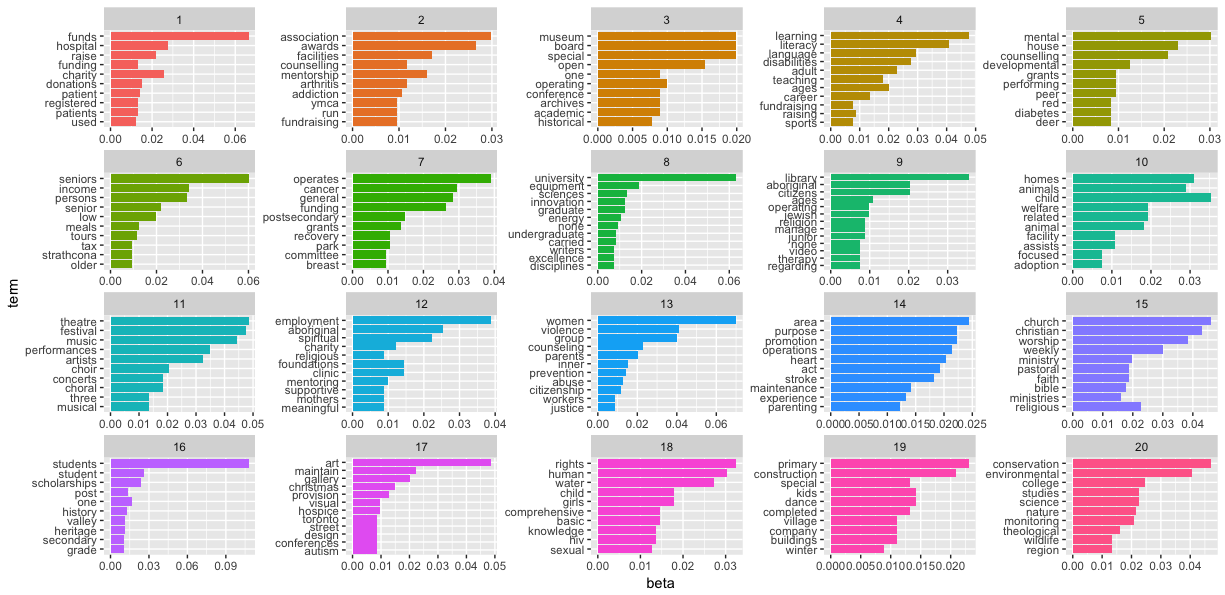 1
funds
hospital
raise
funding
charity
donations
patient
registered
patients
used
0.00 0.02 0.04 0.06
2
association
awards
facilities
counselling
mentorship
arthritis
addiction
ymca
run
fundraising
0.00 0.01 0.02 0.03
3
museum
board
special
open
one
operating
conference
archives
academic
historical
0.000 0.005 0.010 0.015 0.020
4
learning
literacy
language
disabilities
adult
teaching
ages
career
fundraising
raising
sports
0.00 0.01 0.02 0.03 0.04 0.05
5
mental
house
counselling
developmental
grants
performing
peer
red
diabetes
deer
0.00 0.01 0.02 0.03
6
seniors
income
persons
senior
low
meals
tours
tax
strathcona
older
0.00 0.02 0.04 0.06
7
operates
cancer
general
funding
postsecondary
grants
recovery
park
committee
breast
0.00 0.01 0.02 0.03 0.04
8
university
equipment
sciences
innovation
graduate
energy
none
undergraduate
carried
writers
excellence
disciplines
0.00 0.02 0.04 0.06
9
library
aboriginal
citizens
ages
operating
jewish
religion
manage
junior
none
video
therapy
regarding
0.00 0.01 0.02 0.03
10
homes
animals
child
welfare
related
animal
facility
assists
focused
adoption
0.00 0.01 0.02 0.03
term
11
theatre
festival
music
performances
artists
choir
concerts
choral
three
musical
0.00 0.01 0.02 0.03 0.04 0.05
12
employment
aboriginal
spiritual
charity
religious
foundations
clinic
mentoring
supportive
mothers
meaningful
0.00 0.01 0.02 0.03 0.04
13
women
violence
group
counseling
parents
inner
prevention
abuse
citizenship
workers
justice
0.00 0.02 0.04 0.06
14
area
purpose
promotion
operations
heart
act
stroke
maintenance
experience
parenting
0.000 0.005 0.010 0.015 0.020 0.025
15
church
christian
worship
weekly
ministry
pastoral
faith
bible
ministries
religious
0.00 0.01 0.02 0.03 0.04
16
students
student
scholarships
post
one
history
valley
heritage
secondary
grade
0.00 0.03 0.06 0.09
17
art
maintain
gallery
christmas
provision
visual
hospice
toronto
street
design
conferences
autism
0.00 0.01 0.02 0.03 0.04 0.05
18
rights
human
water
child
girls
comprehensive
basic
knowledge
hiv
sexual
0.00 0.01 0.02 0.03
19
primary
construction
special
kids
dance
completed
village
company
buildings
winter
0.000 0.005 0.010 0.015 0.020
20
conservation
environmental
college
studies
science
nature
monitoring
theological
wildlife
region
0.00 0.01 0.02 0.03 0.04
beta